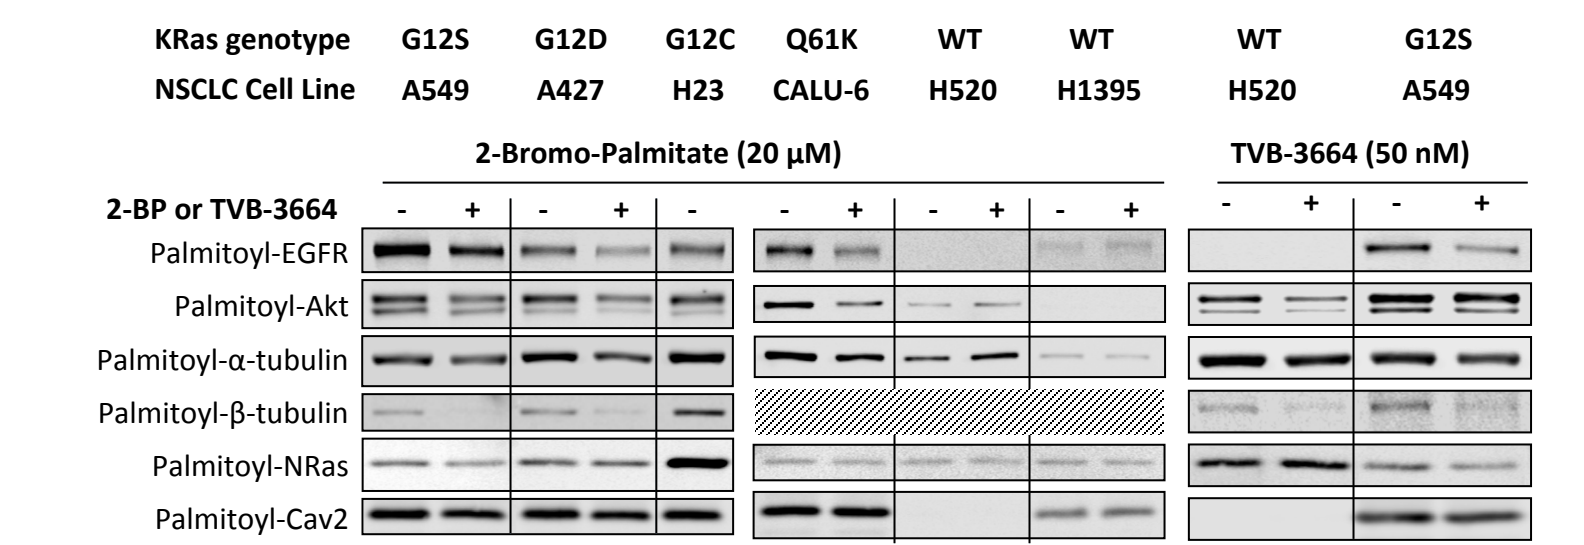 KRas genotype G12S G12D G12C Q61K WT WT WT G12S
NSCLC Cell Line A549 A427 H23 CALU-6 H520 H1395 H520 A549
2-Bromo-Palmitate (20 µM) TVB-3664 (50 nM)
2-BP or TVB-3664 - + - + - - + - + - + - + - +
Palmitoyl-EGFR
Palmitoyl-Akt
Palmitoyl-α-tubulin
Palmitoyl-β-tubulin
Palmitoyl-NRas
Palmitoyl-Cav2